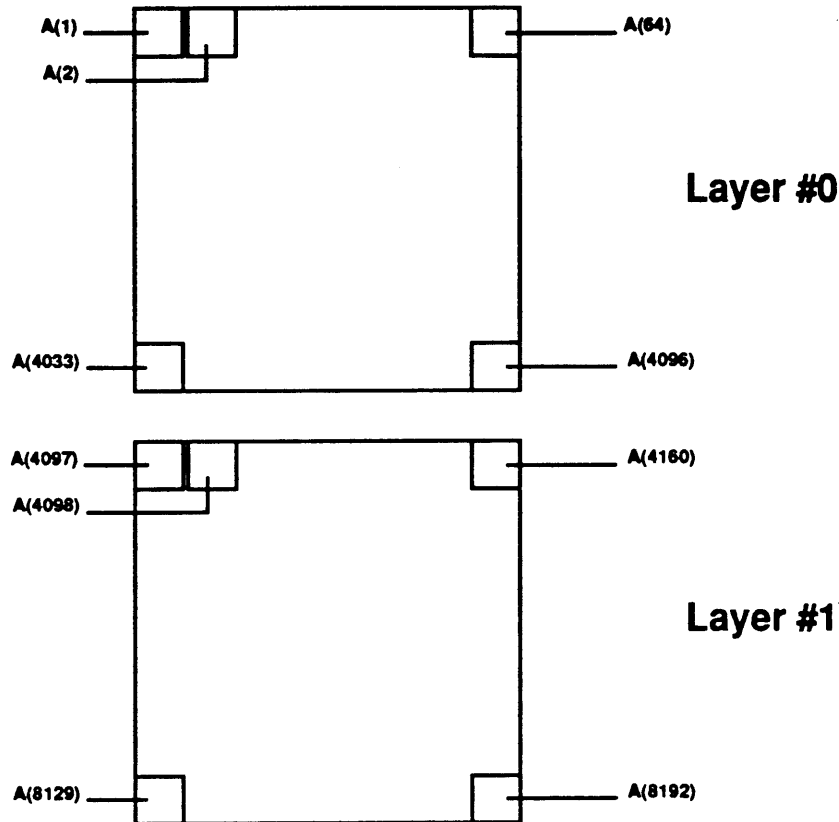 A(1)
A(64)
A(2)
Layer #0
A(4033)
A(4096)
A(4097)
A(4160)
A(4098)
Layer #1
A(8129)
A(8192)